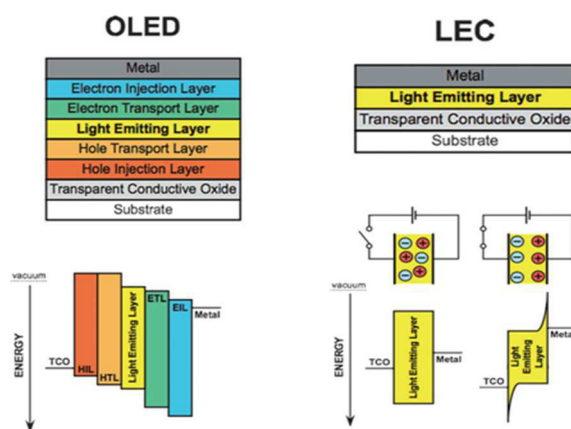 OLED
Metal
Electron Injection Layer
Electron Transport Layer
Light Emitting Layer
Hole Transport Layer
Hole Injection Layer
Transparent Conductive Oxide
Substrate
vacuum
ENERGY
TCO
HIL
HTL
Light Emitting Layer
ETL
EIL
Metal
LEC
Metal
Light Emitting Layer
Transparent Conductive Oxide
Substrate
− +
+ −
− +
− +
− +
− +
vacuum
ENERGY
TCO
Light Emitting Layer
Metal
TCO
Light
Emitting
Layer
Metal